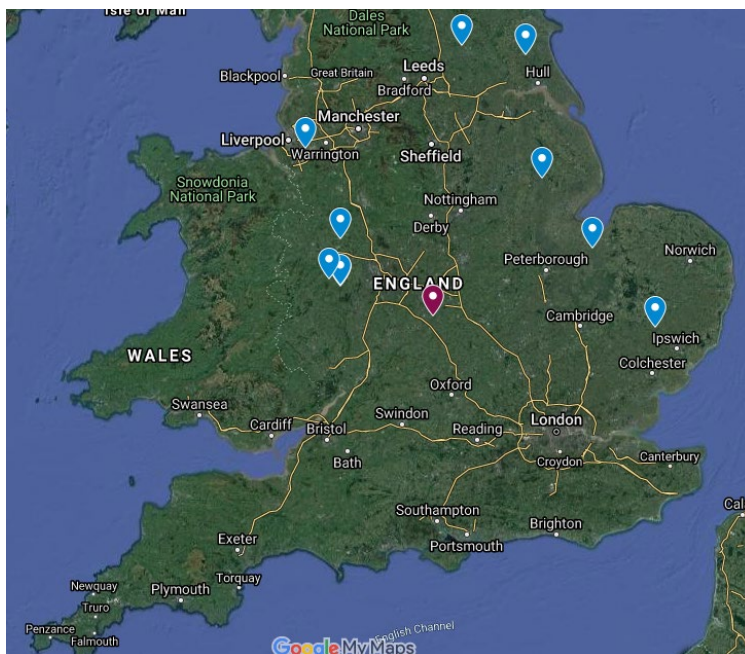 Isle of Man
Dales
National Park
Blackpool
Great Britain
Leeds
Bradford
Hull
Manchester
Liverpool
Warrington
Sheffield
Snowdonia
National Park
Nottingham
Derby
Norwich
Peterborough
ENGLAND
Cambridge
Ipswich
WALES
Colchester
Oxford
Swansea
Swindon
London
Cardiff
Bristol
Reading
Bath
Croydon
Canterbury
Southampton
Cal
Brighton
Exeter
Portsmouth
Torquay
Newquay
Plymouth
Truro
Penzance
Falmouth
English Channel
Google My Maps